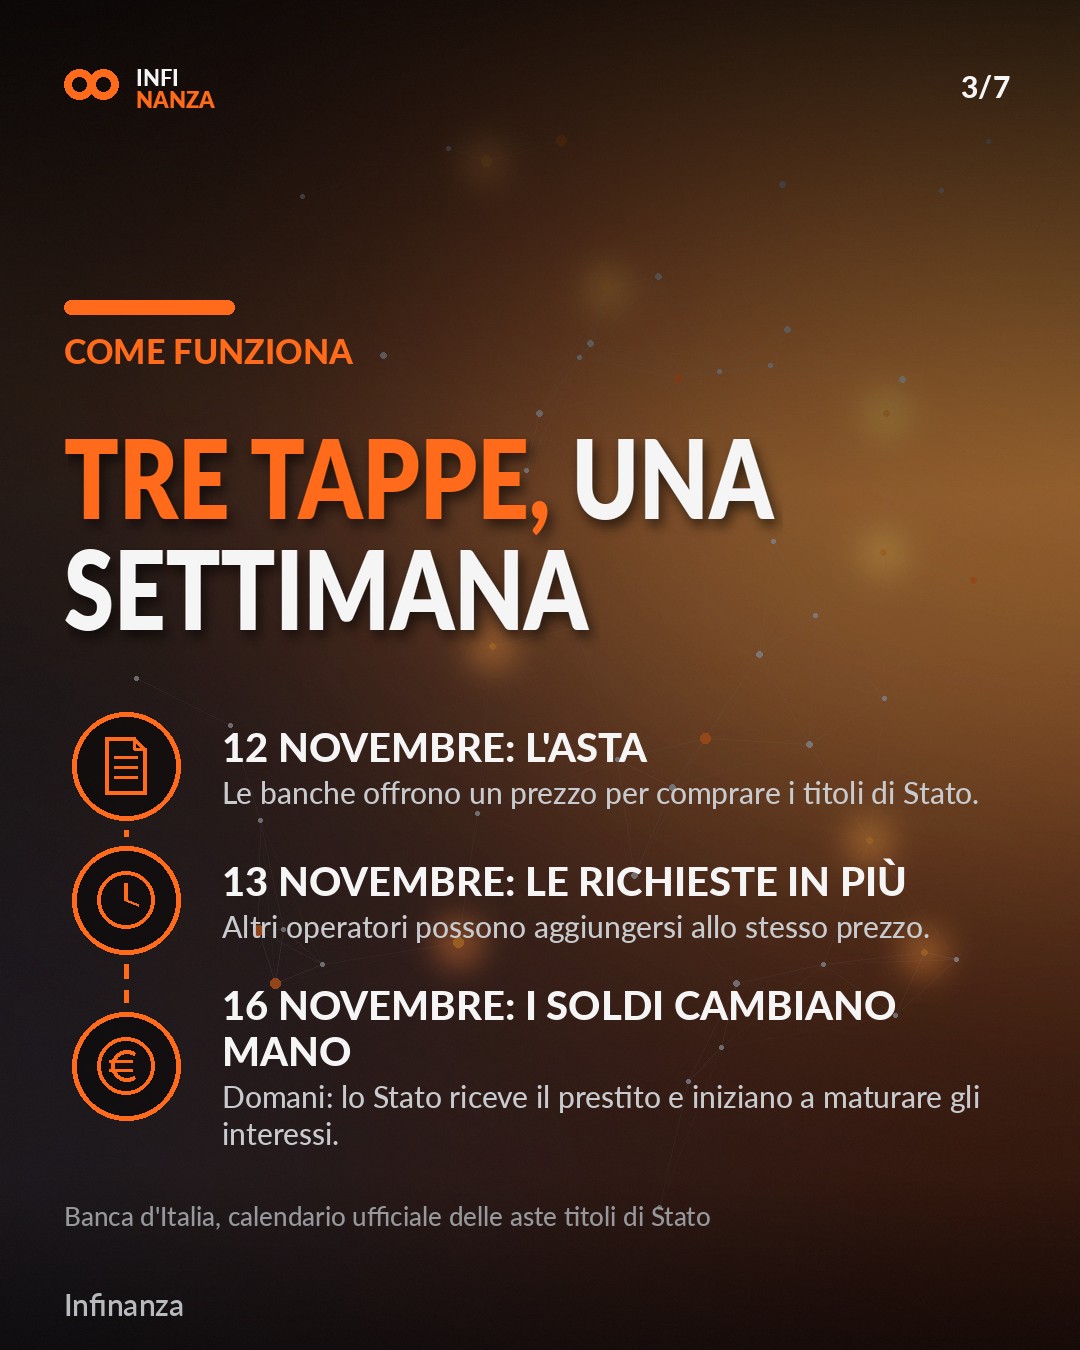 INFI
NANZA
3/7
COME FUNZIONA
TRE TAPPE, UNA
SETTIMANA
12 NOVEMBRE: L'ASTA
Le banche offrono un prezzo per comprare i titoli di Stato.
13 NOVEMBRE: LE RICHIESTE IN PIÙ
Altri operatori possono aggiungersi allo stesso prezzo.
16 NOVEMBRE: I SOLDI CAMBIANO
MANO
Domani: lo Stato riceve il prestito e iniziano a maturare gli
interessi.
Banca d'Italia, calendario ufficiale delle aste titoli di Stato
Infinanza